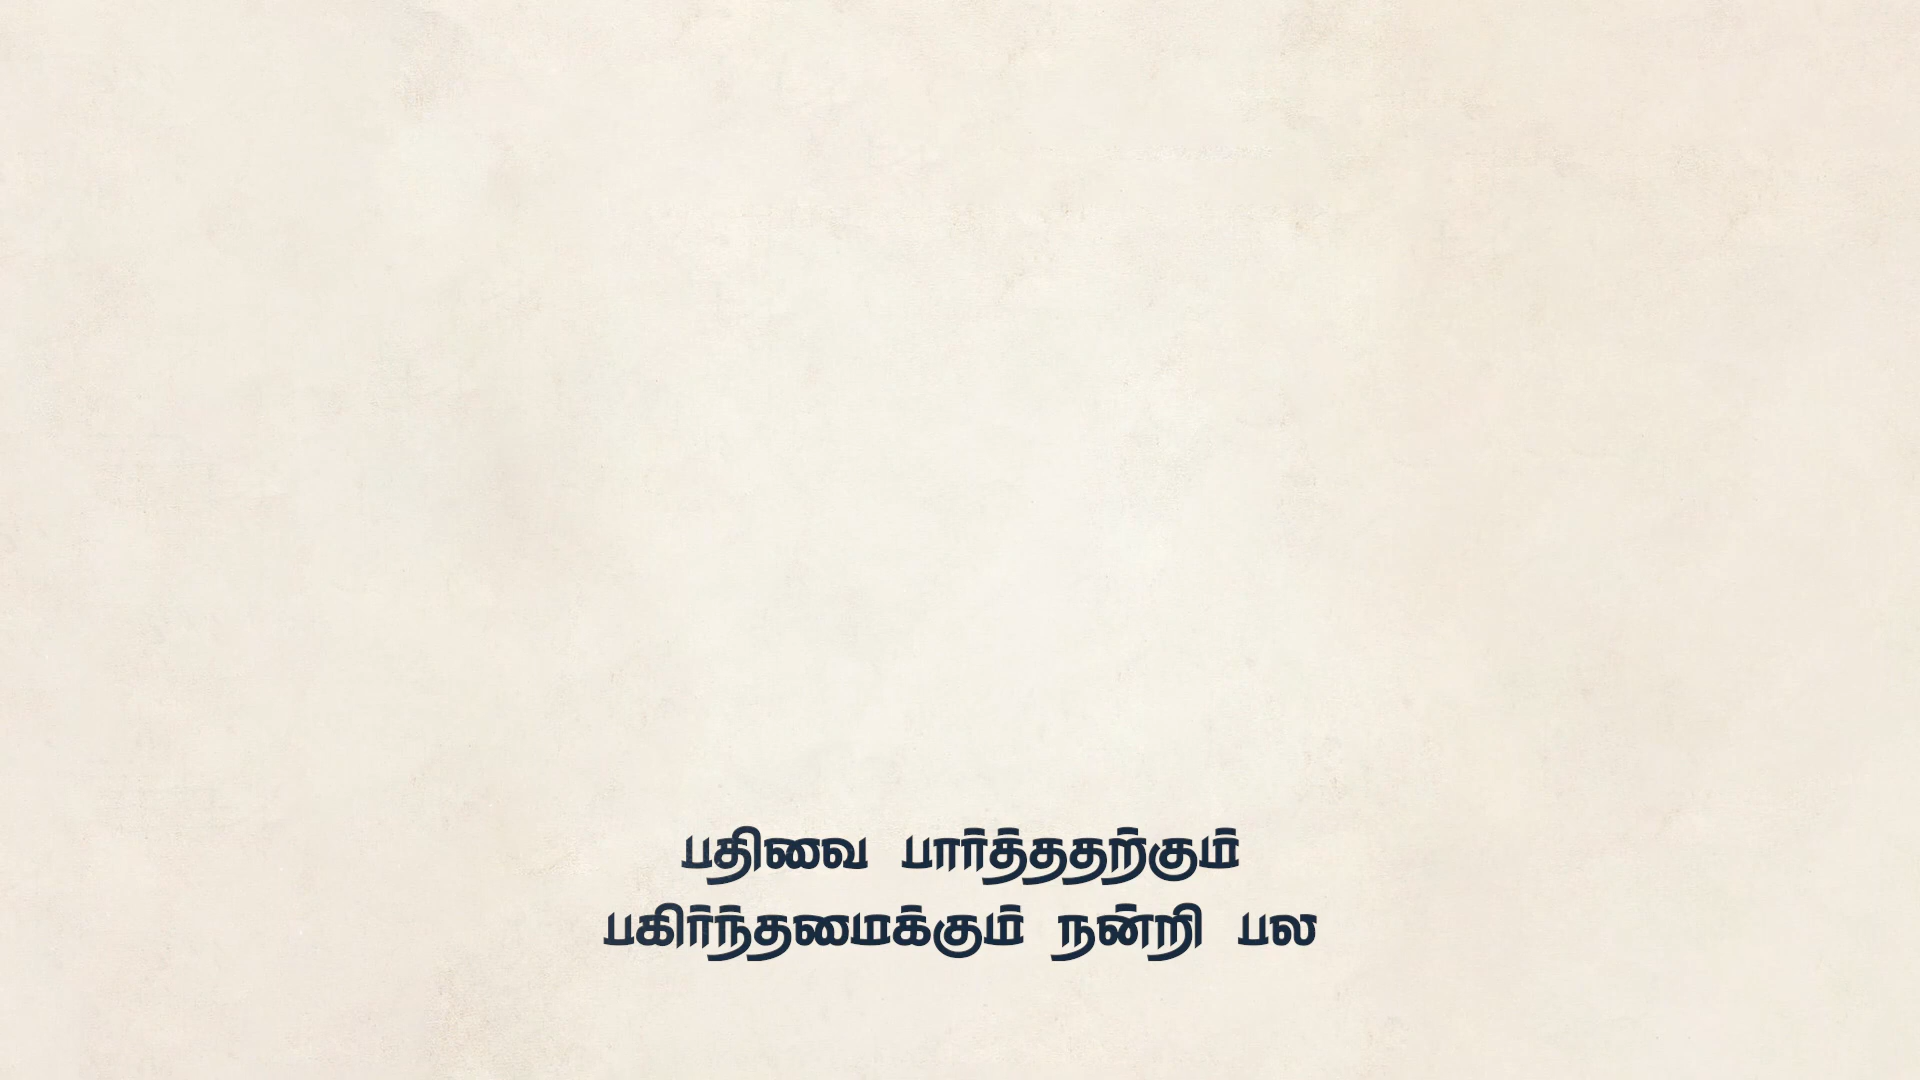 பதிவை பார்த்ததற்கும்
பகிர்ந்தமைக்கும் நன்றி பல